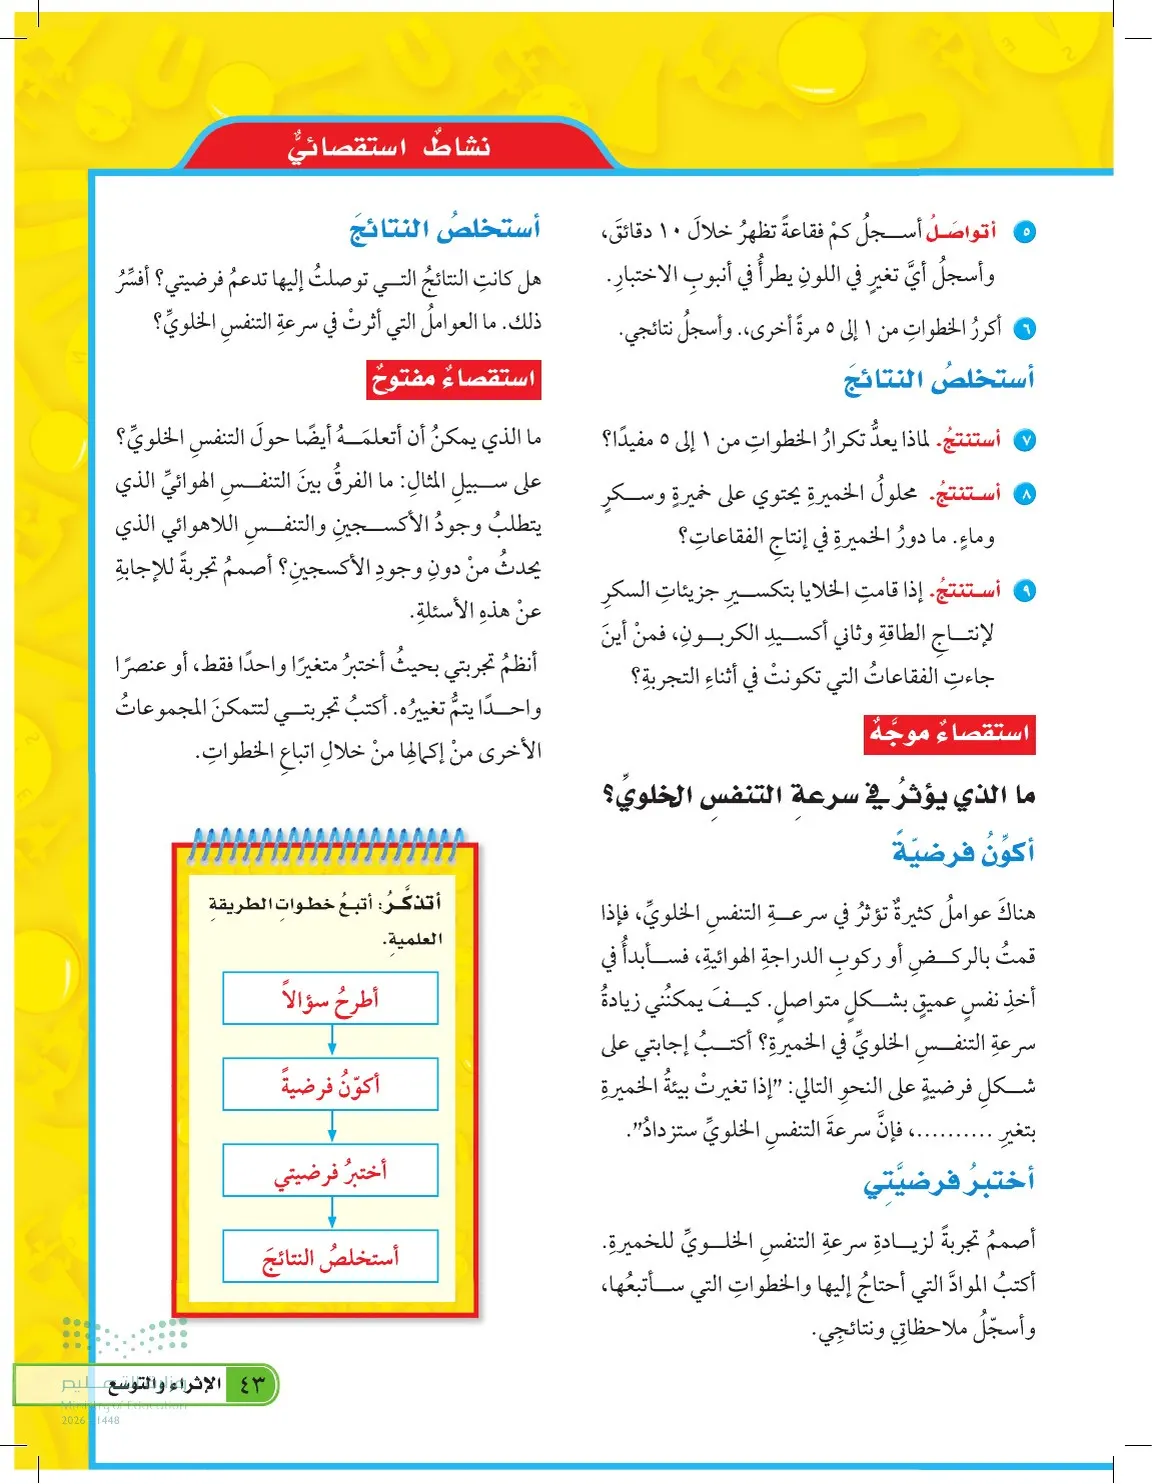 نشاطٌ استقصائيٌّ
٥ أتواصَلُ أسجلُ كمْ فقاعةً تظهرُ خلالَ ١٠ دقائقَ،
وأسجلُ أيَّ تغيرٍ في اللونِ يطرأُ في أنبوبِ الاختبارِ.
٦ أكررُ الخطواتِ من ١ إلى ٥ مرةً أخرى،. وأسجلُ نتائجي.
أستخلصُ النتائجَ
٧ أستنتجُ. لماذا يعدُّ تكرارُ الخطواتِ من ١ إلى ٥ مفيدًا؟
٨ أستنتجُ. محلولُ الخميرةِ يحتوي على خميرةٍ وسكرٍ
وماءٍ. ما دورُ الخميرةِ في إنتاجِ الفقاعاتِ؟
٩ أستنتجُ. إذا قامتِ الخلايا بتكسيرِ جزيئاتِ السكرِ
لإنتاجِ الطاقةِ وثاني أكسيدِ الكربونِ، فمنْ أينَ
جاءتِ الفقاعاتُ التي تكونتْ في أثناءِ التجربةِ؟
استقصاءٌ موجَّهٌ
ما الذي يؤثرُ في سرعةِ التنفسِ الخلويِّ؟
أكوِّنُ فرضيّةً
هناكَ عواملُ كثيرةٌ تؤثرُ في سرعةِ التنفسِ الخلويِّ، فإذا
قمتُ بالركضِ أو ركوبِ الدراجةِ الهوائيةِ، فسأبدأُ في
أخذِ نفسٍ عميقٍ بشكلٍ متواصلٍ. كيفَ يمكنُني زيادةُ
سرعةِ التنفسِ الخلويِّ في الخميرةِ؟ أكتبُ إجابتي على
شكلِ فرضيةٍ على النحوِ التالي: "إذا تغيرتْ بيئةُ الخميرةِ
بتغيرِ ..........، فإنَّ سرعةَ التنفسِ الخلويِّ ستزدادُ".
أختبرُ فرضيَّتِي
أصممُ تجربةً لزيادةِ سرعةِ التنفسِ الخلويِّ للخميرةِ.
أكتبُ الموادَّ التي أحتاجُ إليها والخطواتِ التي سأتبعُها،
وأسجّلُ ملاحظاتِي ونتائجِي.
أستخلصُ النتائجَ
هل كانتِ النتائجُ التي توصلتُ إليها تدعمُ فرضيتي؟ أفسِّرُ
ذلك. ما العواملُ التي أثرتْ في سرعةِ التنفسِ الخلويِّ؟
استقصاءٌ مفتوحٌ
ما الذي يمكنُ أن أتعلمَهُ أيضًا حولَ التنفسِ الخلويِّ؟
على سبيلِ المثالِ: ما الفرقُ بينَ التنفسِ الهوائيِّ الذي
يتطلبُ وجودُ الأكسجينِ والتنفسِ اللاهوائي الذي
يحدثُ منْ دونِ وجودِ الأكسجينِ؟ أصممُ تجربةً للإجابةِ
عنْ هذهِ الأسئلةِ.
أنظمُ تجربتي بحيثُ أختبرُ متغيرًا واحدًا فقط، أو عنصرًا
واحدًا يتمُّ تغييرُه. أكتبُ تجربتي لتتمكنَ المجموعاتُ
الأخرى منْ إكمالِها منْ خلالِ اتباعِ الخطواتِ.
أتذكَّرُ: أتبعُ خطواتِ الطريقةِ
العلميةِ.
أطرحُ سؤالاً
أكوّنُ فرضيةً
أختبرُ فرضيتي
أستخلصُ النتائجَ
٤٣ الإثراء والتوسع
وزارة التعليم
Ministry of Education
2026 - 1448